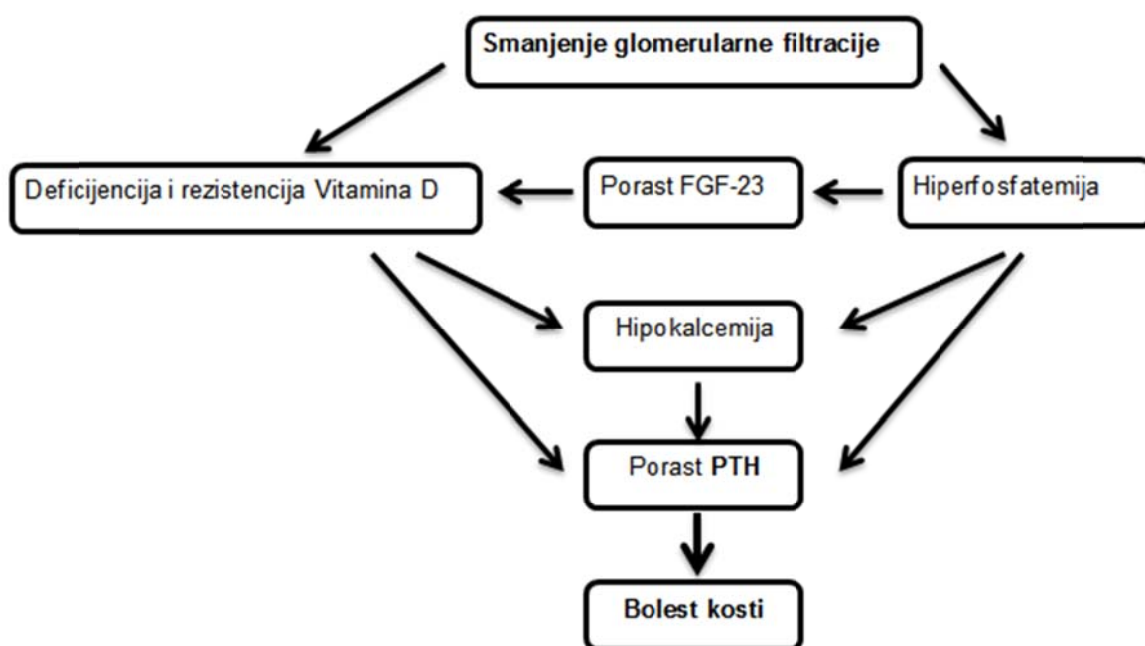 Smanjenje glomerularne filtracije
Deficijencija i rezistencija Vitamina D
Porast FGF-23
Hiperfosfatemija
Hipokalcemija
Porast PTH
Bolest kosti